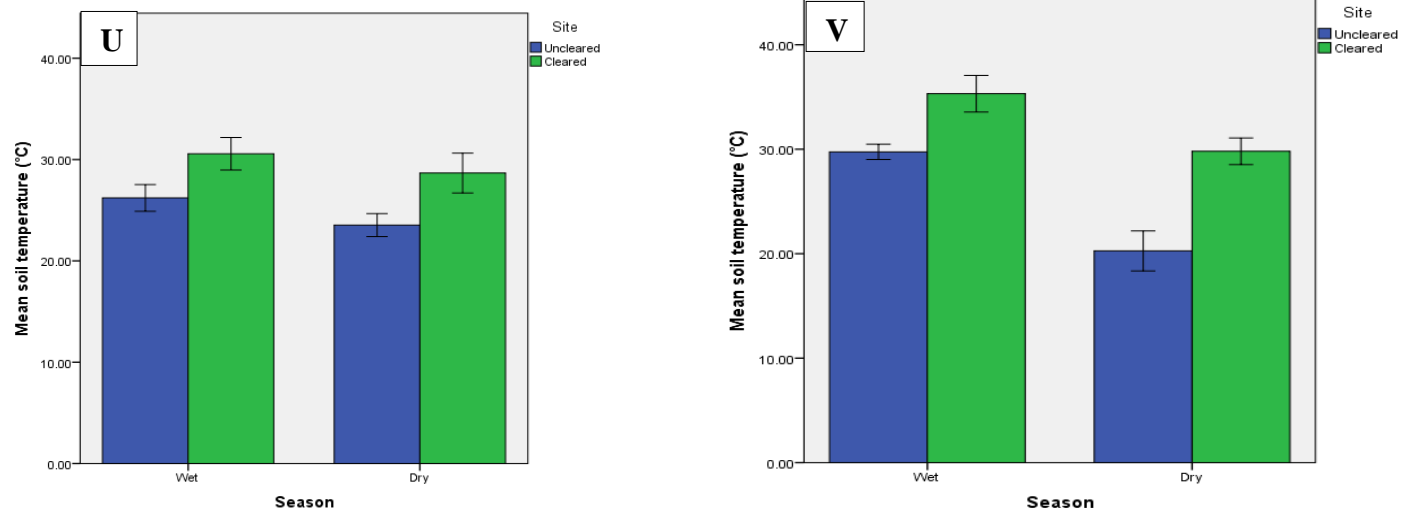 U
Site
Uncleared
Cleared
Mean soil temperature (°C)
40.00
30.00
20.00
10.00
0.00
Wet
Dry
Season
V
Site
Uncleared
Cleared
Mean soil temperature (°C)
40.00
30.00
20.00
10.00
0.00
Wet
Dry
Season